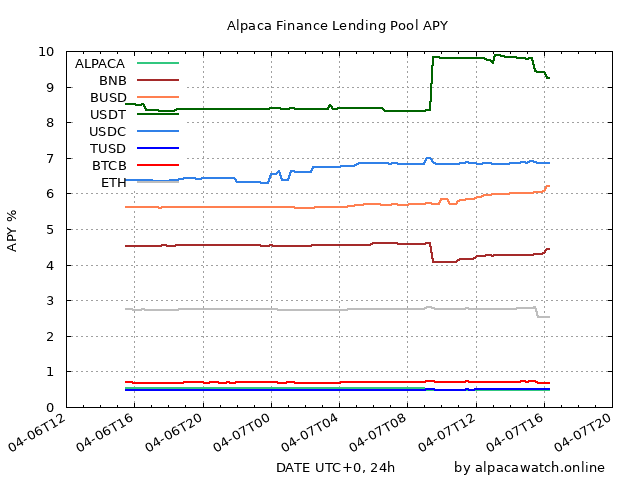 Alpaca Finance Lending Pool APY
10
9
8
7
6
5
4
3
2
1
0
APY %
ALPACA
BNB
BUSD
USDT
USDC
TUSD
BTCB
ETH
04-06T12
04-06T16
04-06T20
04-07T00
04-07T04
04-07T08
04-07T12
04-07T16
04-07T20
DATE UTC+0, 24h
by alpacawatch.online